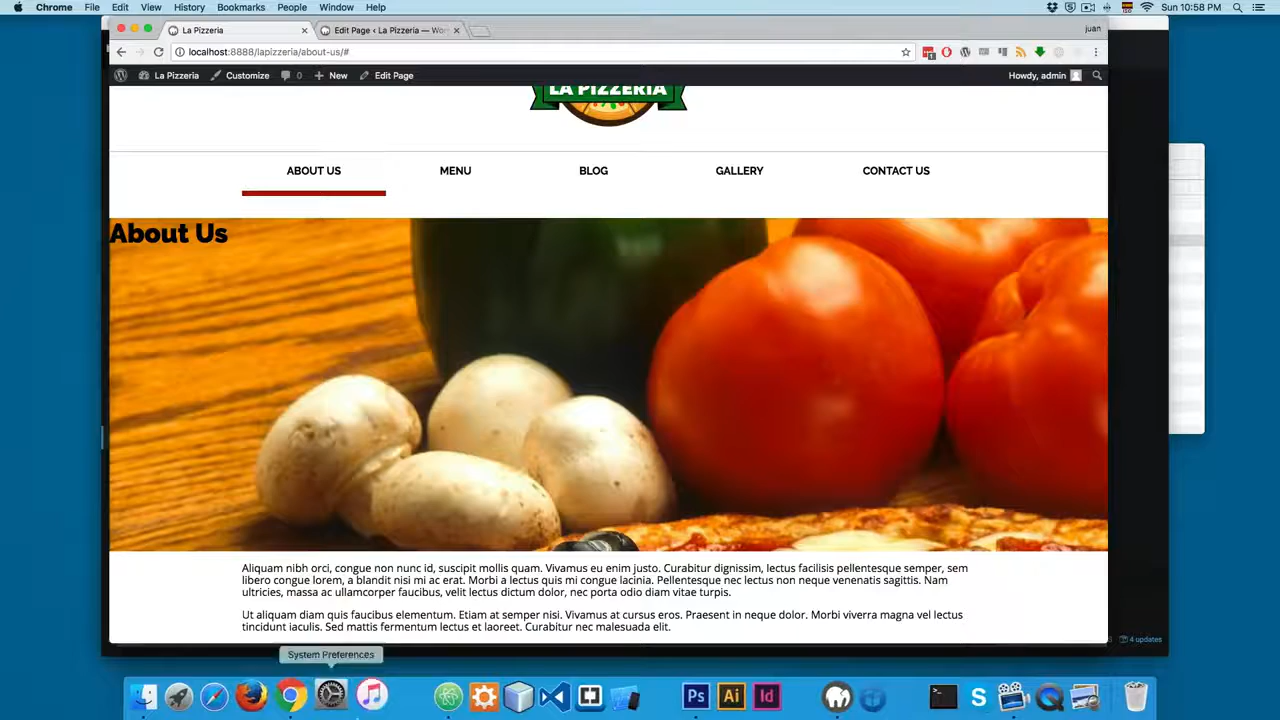 Chrome File Edit View History Bookmarks People Window Help Sun 10:58 PM
La Pizzeria
Edit Page ‹ La Pizzeria — Wor
juan
localhost:8888/lapizzeria/about-us/#
La Pizzeria Customize 0 New Edit Page Howdy, admin
LA PIZZERIA
ABOUT US MENU BLOG GALLERY CONTACT US
About Us
Aliquam nibh orci, congue non nunc id, suscipit mollis quam. Vivamus eu enim justo. Curabitur dignissim, lectus facilisis pellentesque semper, sem
libero congue lorem, a blandit nisi mi ac erat. Morbi a lectus quis mi congue lacinia. Pellentesque nec lectus non neque venenatis sagittis. Nam
ultricies, massa ac ullamcorper faucibus, velit lectus dictum dolor, nec porta odio diam vitae turpis.
Ut aliquam diam quis faucibus elementum. Etiam at semper nisi. Vivamus at cursus eros. Praesent in neque dolor. Morbi viverra magna vel lectus
tincidunt iaculis. Sed mattis fermentum lectus et laoreet. Curabitur nec malesuada elit.
4 updates
System Preferences
Ps Ai Id